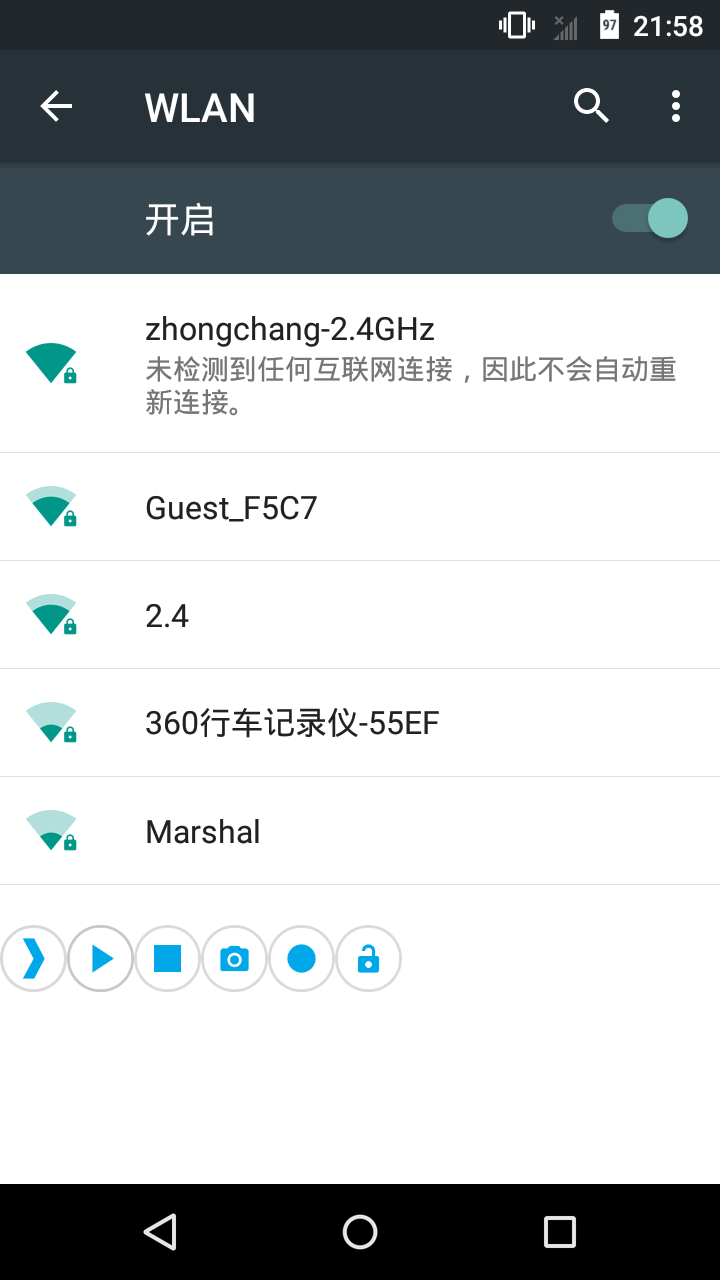 97 21:58
WLAN
开启
zhongchang-2.4GHz
未检测到任何互联网连接，因此不会自动重
新连接。
Guest_F5C7
2.4
360行车记录仪-55EF
Marshal